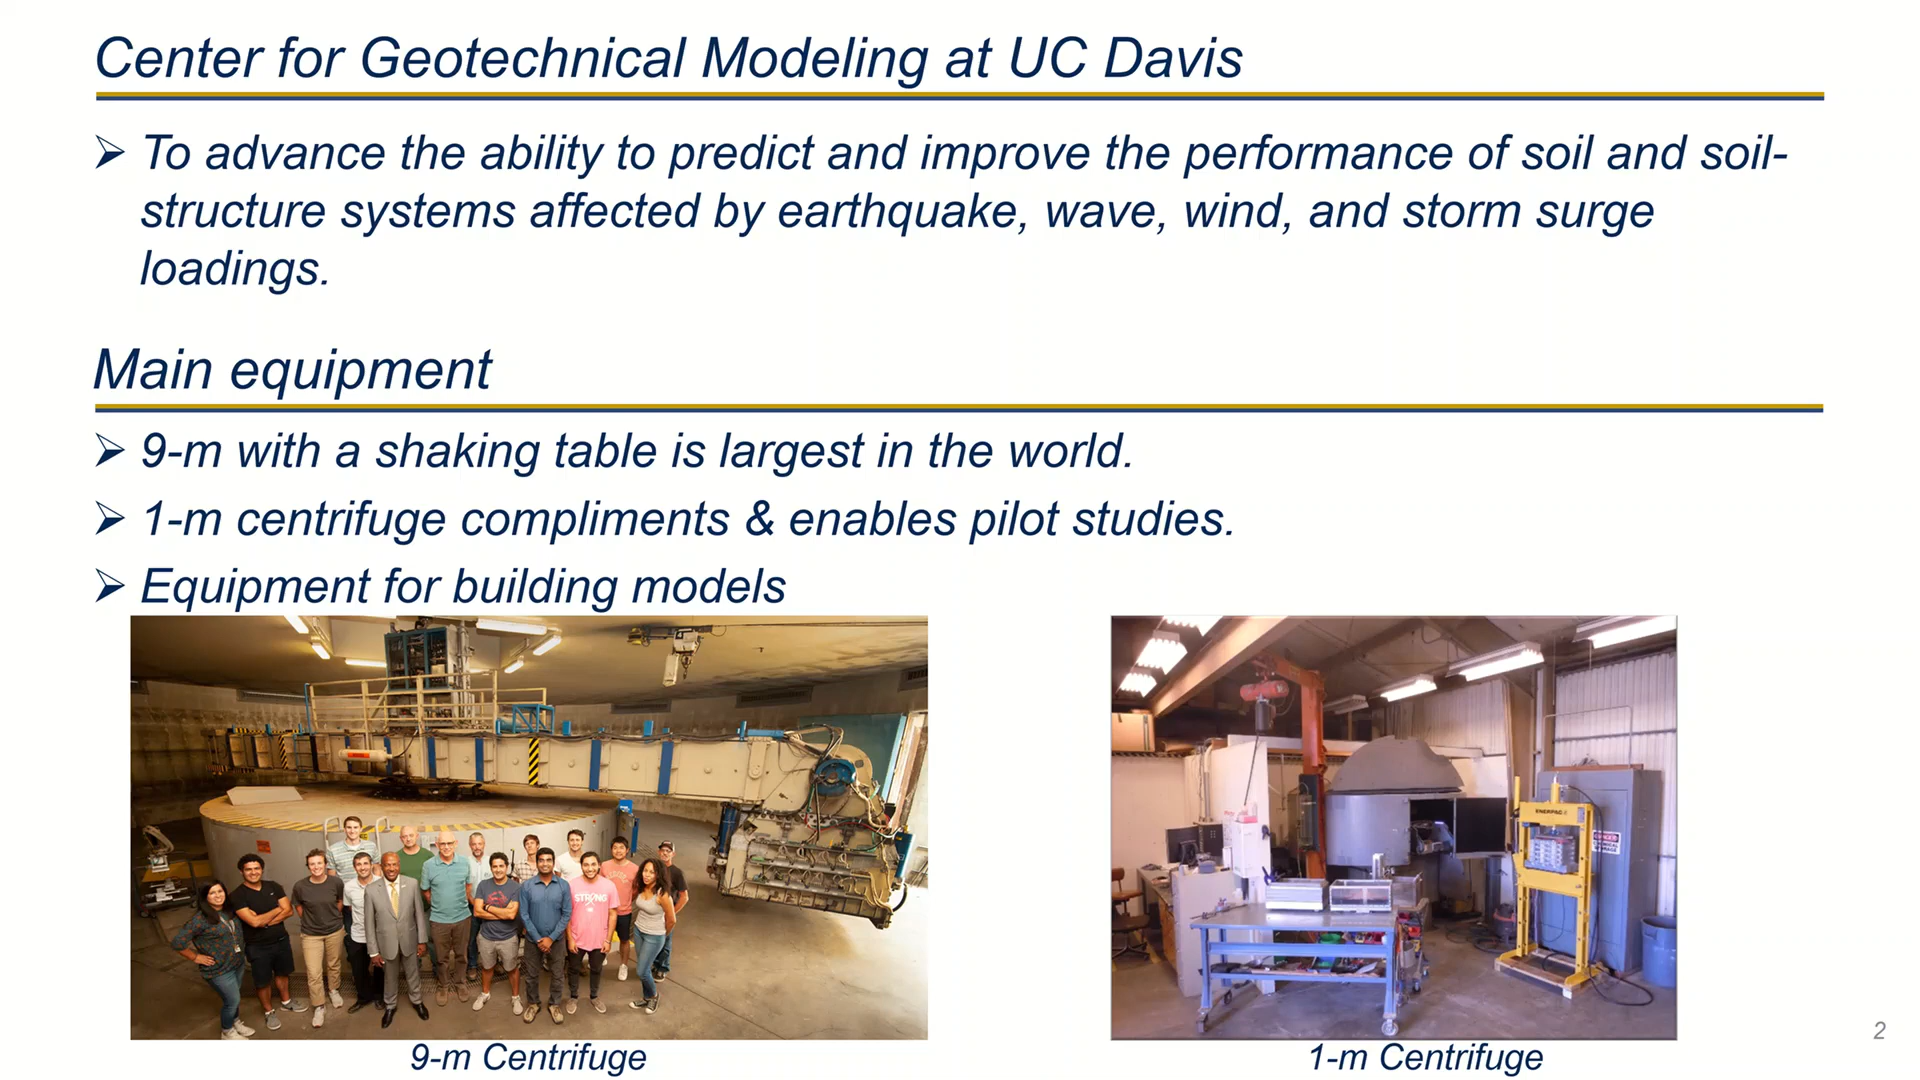 Center for Geotechnical Modeling at UC Davis
To advance the ability to predict and improve the performance of soil and soil-
structure systems affected by earthquake, wave, wind, and storm surge
loadings.
Main equipment
9-m with a shaking table is largest in the world.
1-m centrifuge compliments & enables pilot studies.
Equipment for building models
STRONG
ENERPAC
DANGER
9-m Centrifuge
1-m Centrifuge
2